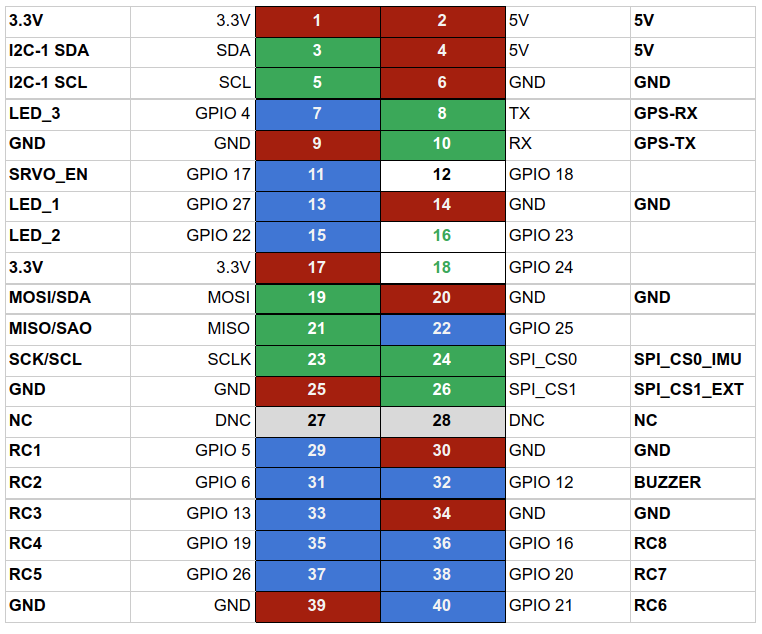 3.3V 3.3V 1 2 5V 5V
I2C-1 SDA SDA 3 4 5V 5V
I2C-1 SCL SCL 5 6 GND GND
LED_3 GPIO 4 7 8 TX GPS-RX
GND GND 9 10 RX GPS-TX
SRVO_EN GPIO 17 11 12 GPIO 18
LED_1 GPIO 27 13 14 GND GND
LED_2 GPIO 22 15 16 GPIO 23
3.3V 3.3V 17 18 GPIO 24
MOSI/SDA MOSI 19 20 GND GND
MISO/SAO MISO 21 22 GPIO 25
SCK/SCL SCLK 23 24 SPI_CS0 SPI_CS0_IMU
GND GND 25 26 SPI_CS1 SPI_CS1_EXT
NC DNC 27 28 DNC NC
RC1 GPIO 5 29 30 GND GND
RC2 GPIO 6 31 32 GPIO 12 BUZZER
RC3 GPIO 13 33 34 GND GND
RC4 GPIO 19 35 36 GPIO 16 RC8
RC5 GPIO 26 37 38 GPIO 20 RC7
GND GND 39 40 GPIO 21 RC6